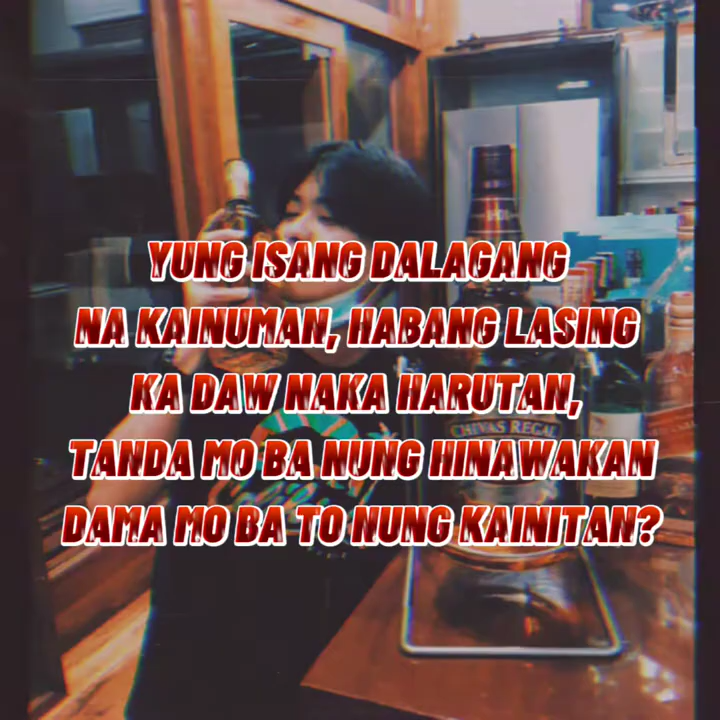 YUNG ISANG DALAGANG
NA KAINUMAN, HABANG LASING
KA DAW NAKA HARUTAN,
TANDA MO BA NUNG HINAWAKAN
DAMA MO BA TO NUNG KAINITAN?
CHIVAS REGAL